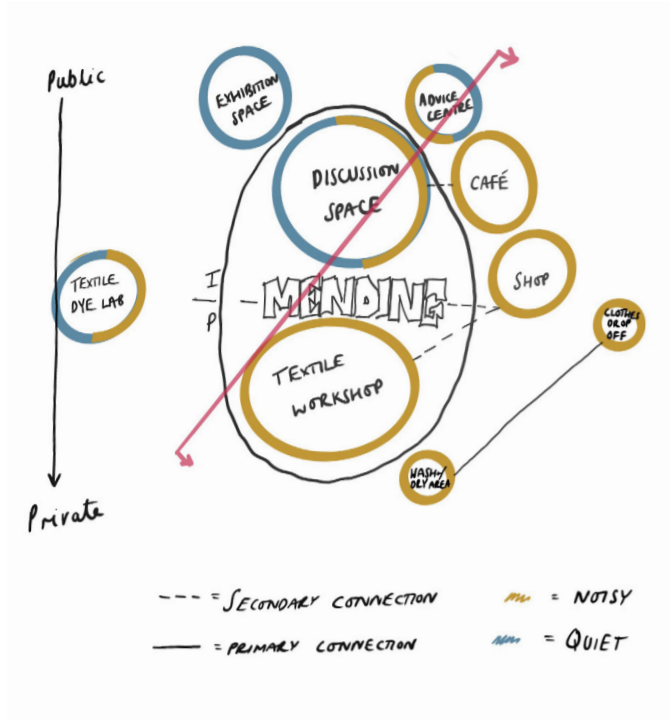 Public
EXHIBITION
SPACE
ADVICE
CENTRE
DISCUSSION
SPACE
CAFÉ
TEXTILE
DYE LAB
I
P
MENDING
SHOP
CLOTHES
DROP
OFF
TEXTILE
WORKSHOP
WASH/
DRY AREA
Private
--- = SECONDARY CONNECTION
= NOISY
— = PRIMARY CONNECTION
= QUIET